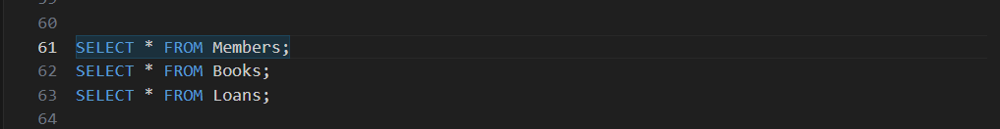 60
61 SELECT * FROM Members;
62 SELECT * FROM Books;
63 SELECT * FROM Loans;
64